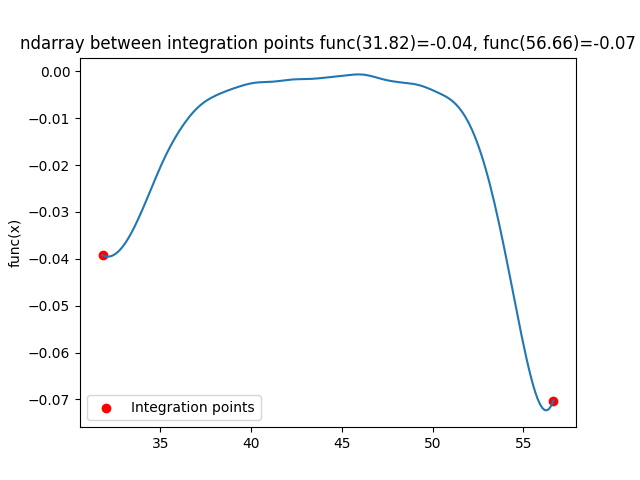 ndarray between integration points func(31.82)=-0.04, func(56.66)=-0.07
0.00
−0.01
−0.02
−0.03
−0.04
−0.05
−0.06
−0.07
func(x)
Integration points
35 40 45 50 55